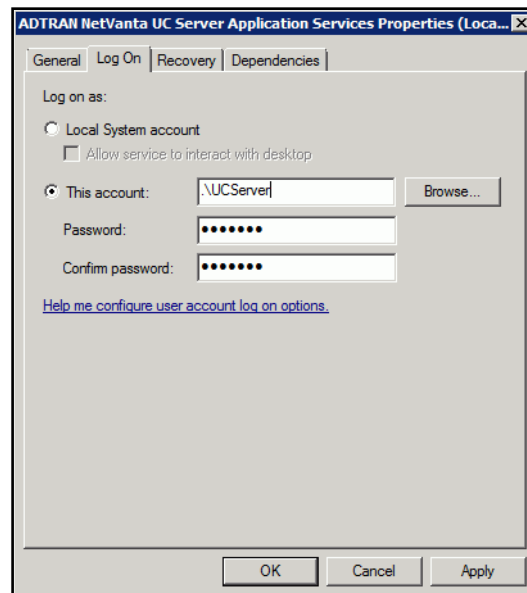 ADTRAN NetVanta UC Server Application Services Properties (Loca...
General Log On Recovery Dependencies
Log on as:
Local System account
Allow service to interact with desktop
This account: .\UCServer Browse...
Password: •••••••
Confirm password: •••••••
Help me configure user account log on options.
OK Cancel Apply